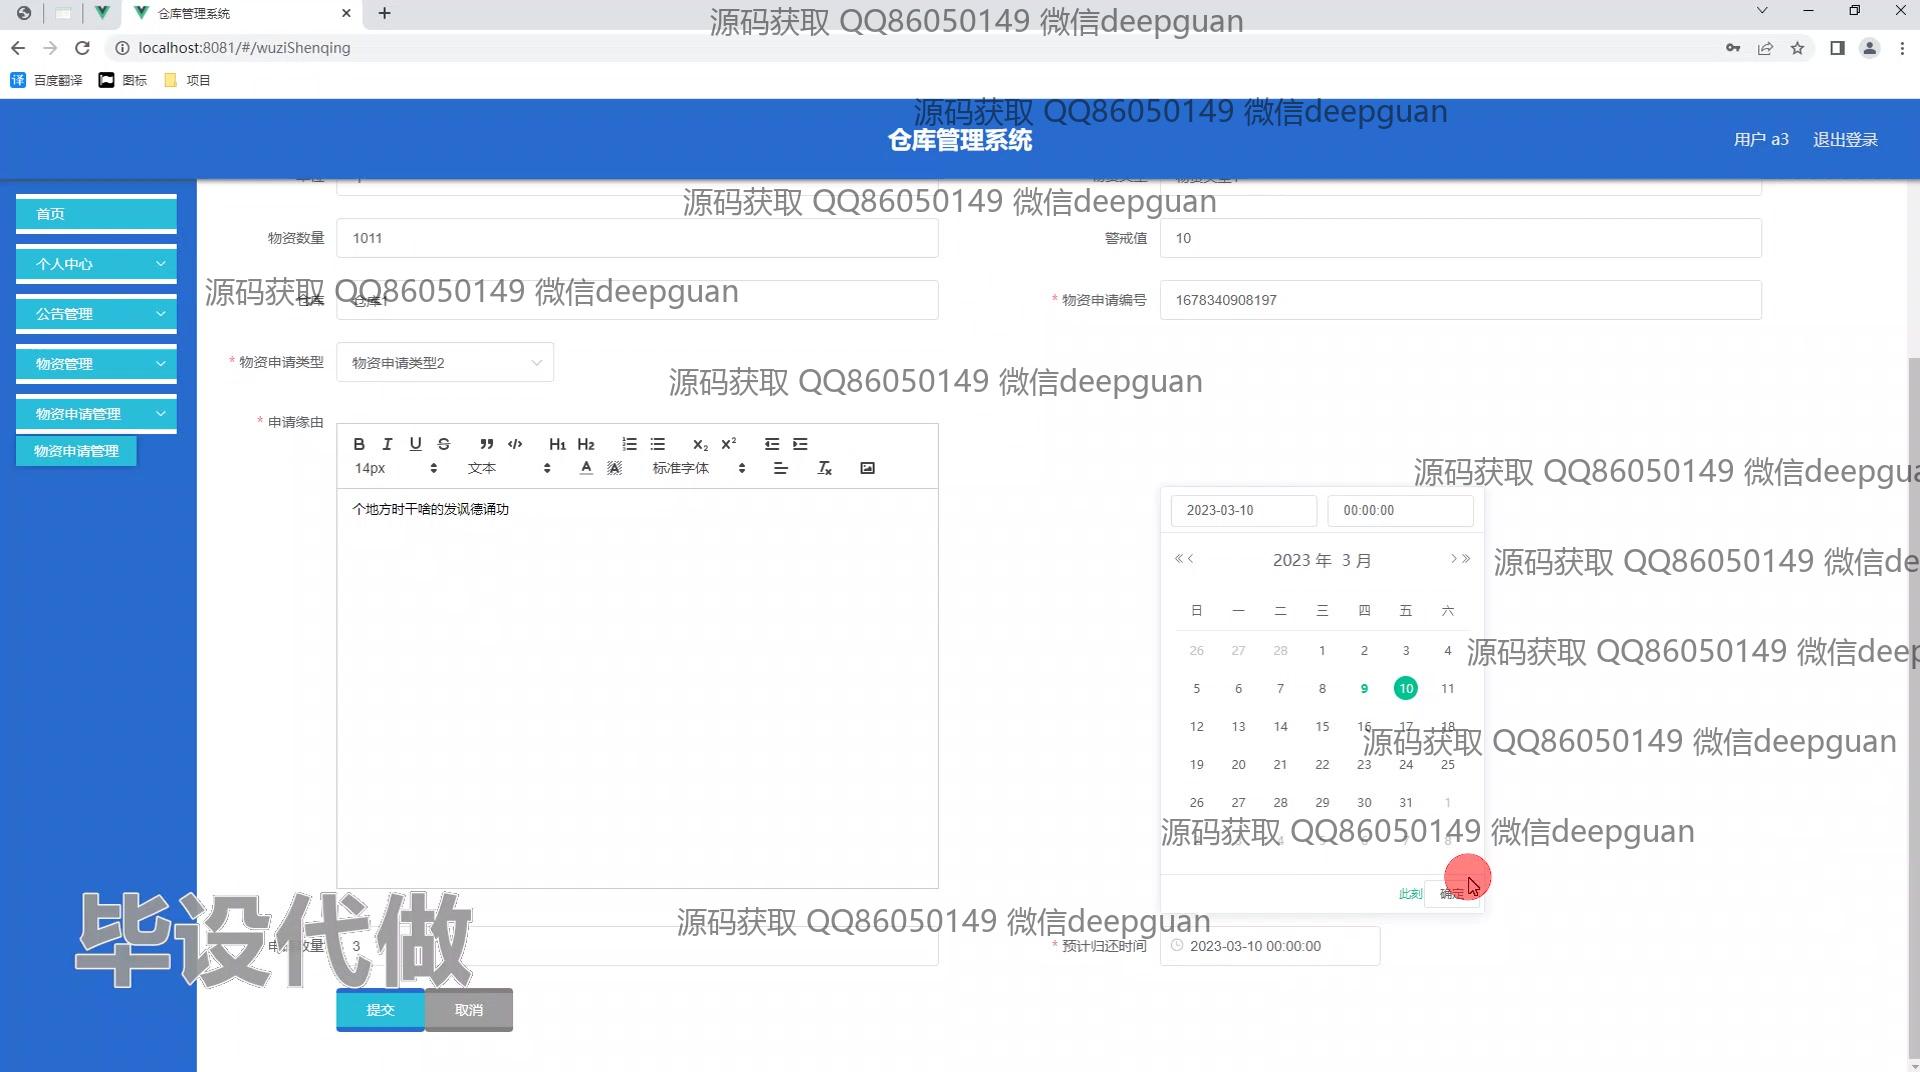 仓库管理系统
源码获取 QQ86050149 微信deepguan
localhost:8081/#/wuziShenqing
百度翻译 图标 项目
源码获取 QQ86050149 微信deepguan
仓库管理系统
用户 a3 退出登录
首页
个人中心
公告管理
物资管理
物资申请管理
物资申请管理
源码获取 QQ86050149 微信deepguan
物资数量 1011 警戒值 10
源码获取 QQ86050149 微信deepguan
仓库 仓库1
* 物资申请编号 1678340908197
* 物资申请类型 物资申请类型2
源码获取 QQ86050149 微信deepguan
* 申请缘由
B I U S H1 H2 X2 X2
14px 文本 A A 标准字体
个地方时干啥的发讽德诵功
源码获取 QQ86050149 微信deepgua
2023-03-10 00:00:00
2023 年 3 月
源码获取 QQ86050149 微信de
日 一 二 三 四 五 六
26 27 28 1 2 3 4
源码获取 QQ86050149 微信deep
5 6 7 8 9 10 11
12 13 14 15 16 17 18
源码获取 QQ86050149 微信deepguan
19 20 21 22 23 24 25
26 27 28 29 30 31 1
源码获取 QQ86050149 微信deepguan
此刻 确定
源码获取 QQ86050149 微信deepguan
毕设代做
3
* 预计归还时间 2023-03-10 00:00:00
提交 取消